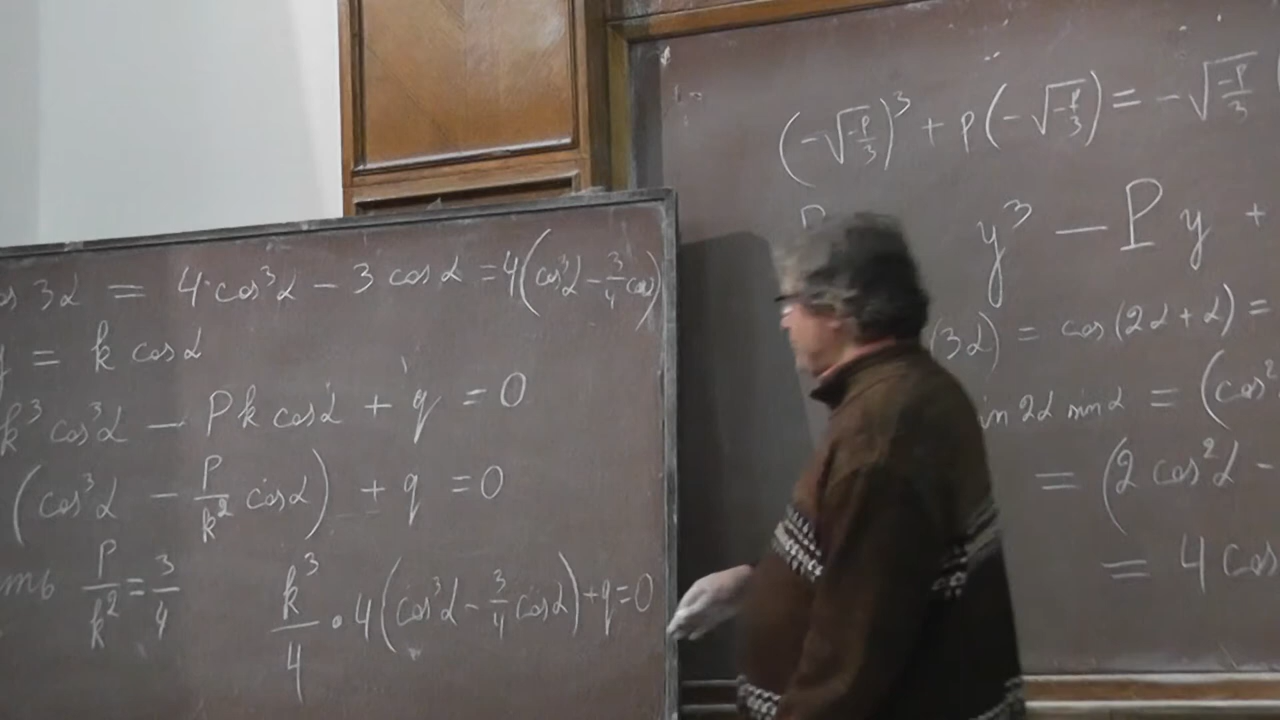 os 3α = 4·cos³α − 3 cos α = 4(cos³α − 3/4 cos α)
y = k cos α
k³ cos³α − Pk cos α + q = 0
(cos³α − P/k² cos α) + q = 0
ть P/k² = 3/4
k³/4 • 4(cos³α − 3/4 cos α) + q = 0
(−√(−p/3))³ + p(−√(−p/3)) = −√(−p/3)
y³ − Py +
(3α) = cos(2α + α) =
in 2α sin α = (cos²
= (2 cos²α −
= 4 cos